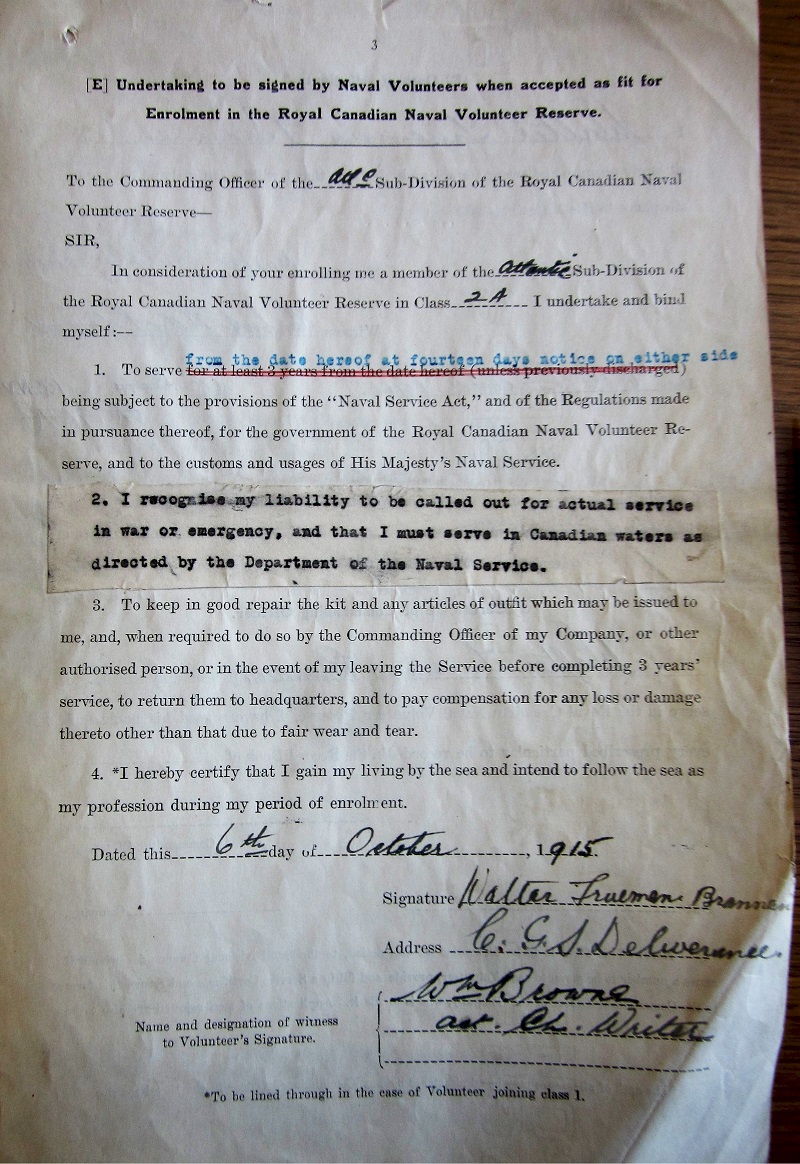 3
[E] Undertaking to be signed by Naval Volunteers when accepted as fit for
Enrolment in the Royal Canadian Naval Volunteer Reserve.
To the Commanding Officer of the Sub-Division of the Royal Canadian Naval
Volunteer Reserve—
SIR,
In consideration of your enrolling me a member of the Atlantic Sub-Division of
the Royal Canadian Naval Volunteer Reserve in Class 2A I undertake and bind
myself:--
from the date hereof at fourteen days notice on either side
1. To serve for at least 3 years from the date hereof (unless previously discharged)
being subject to the provisions of the “Naval Service Act,” and of the Regulations made
in pursuance thereof, for the government of the Royal Canadian Naval Volunteer Re-
serve, and to the customs and usages of His Majesty’s Naval Service.
2. I recognise my liability to be called out for actual service
in war or emergency, and that I must serve in Canadian waters as
directed by the Department of the Naval Service.
3. To keep in good repair the kit and any articles of outfit which may be issued to
me, and, when required to do so by the Commanding Officer of my Company, or other
authorised person, or in the event of my leaving the Service before completing 3 years’
service, to return them to headquarters, and to pay compensation for any loss or damage
thereto other than that due to fair wear and tear.
4. *I hereby certify that I gain my living by the sea and intend to follow the sea as
my profession during my period of enrolment.
Dated this 6th day of October, 1915.
Signature Walter Trueman Brannen
Address C. G. S. Deliverance.
Wm Browne
Name and designation of witness
to Volunteer’s Signature.
act. Ch. Writer
*To be lined through in the case of Volunteer joining class 1.